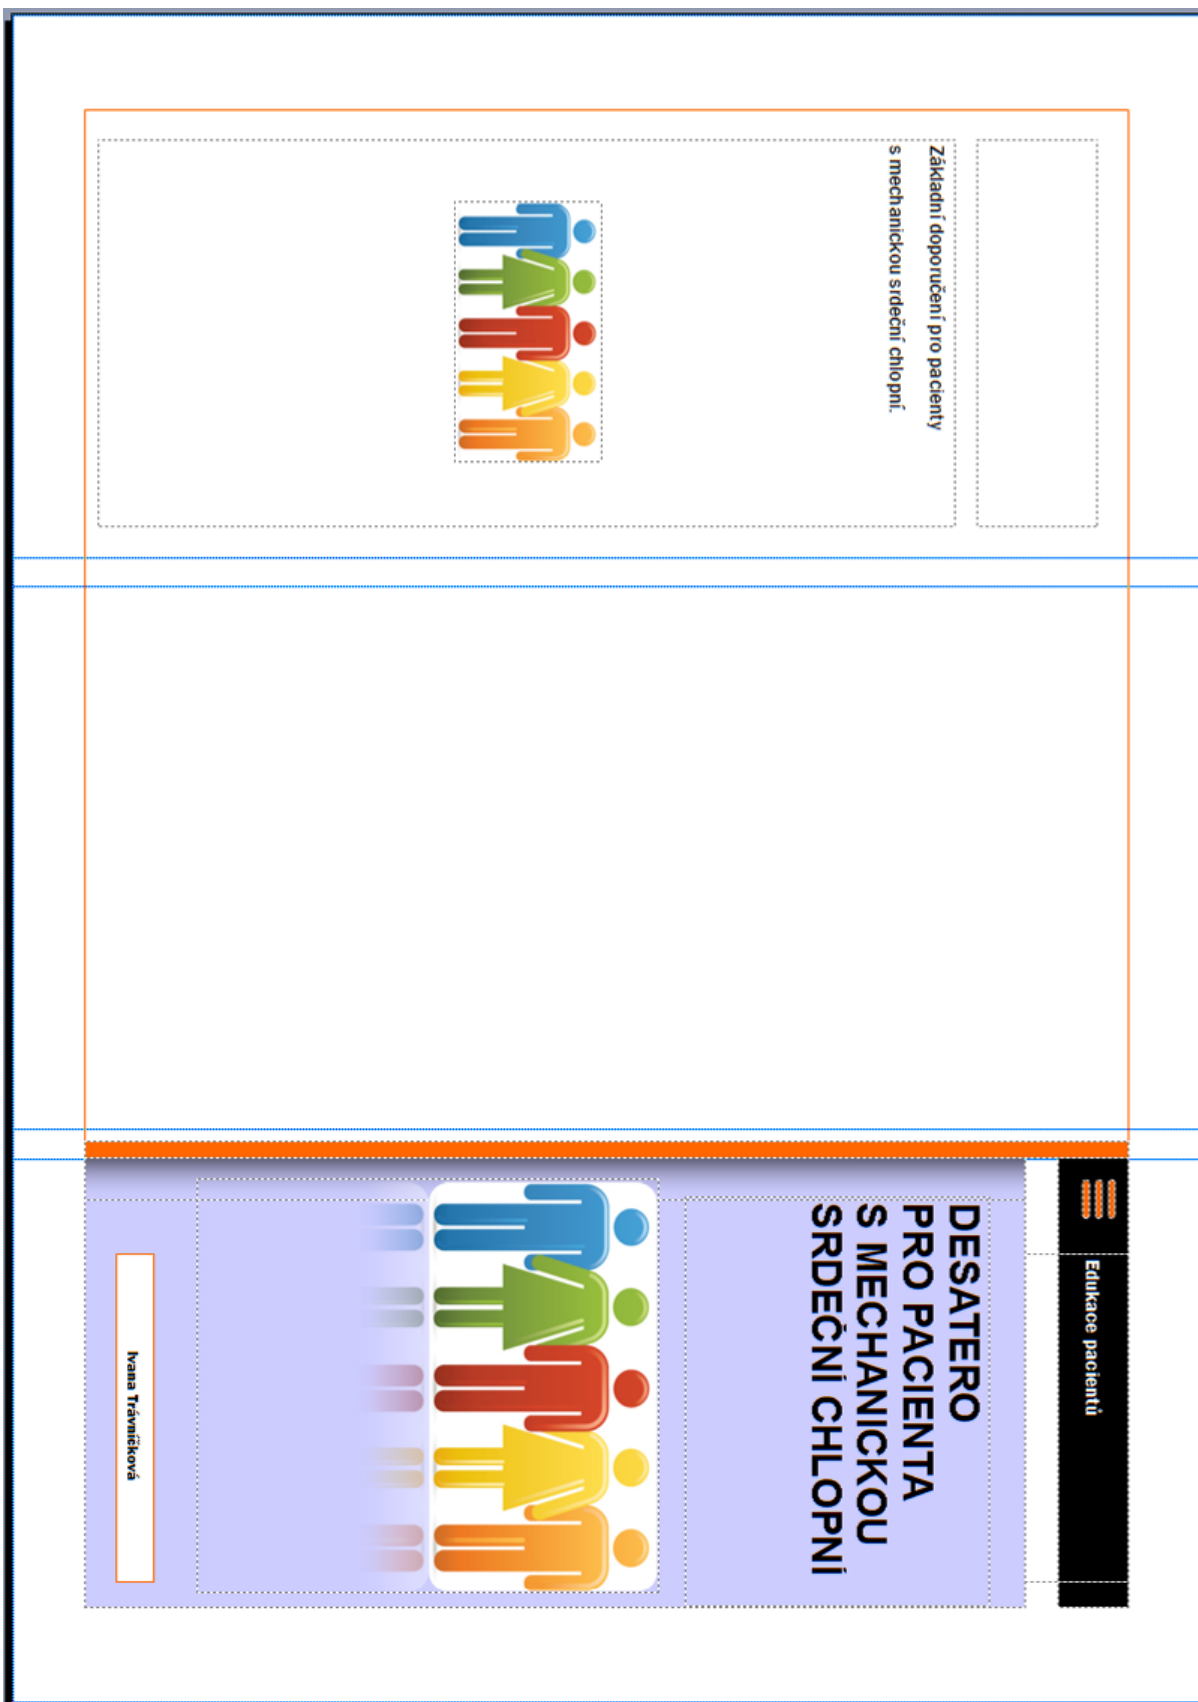 Základní doporučení pro pacienty
s mechanickou srdeční chlopní.
Edukace pacientů
DESATERO
PRO PACIENTA
S MECHANICKOU
SRDEČNÍ CHLOPNÍ
Ivana Trávníčková